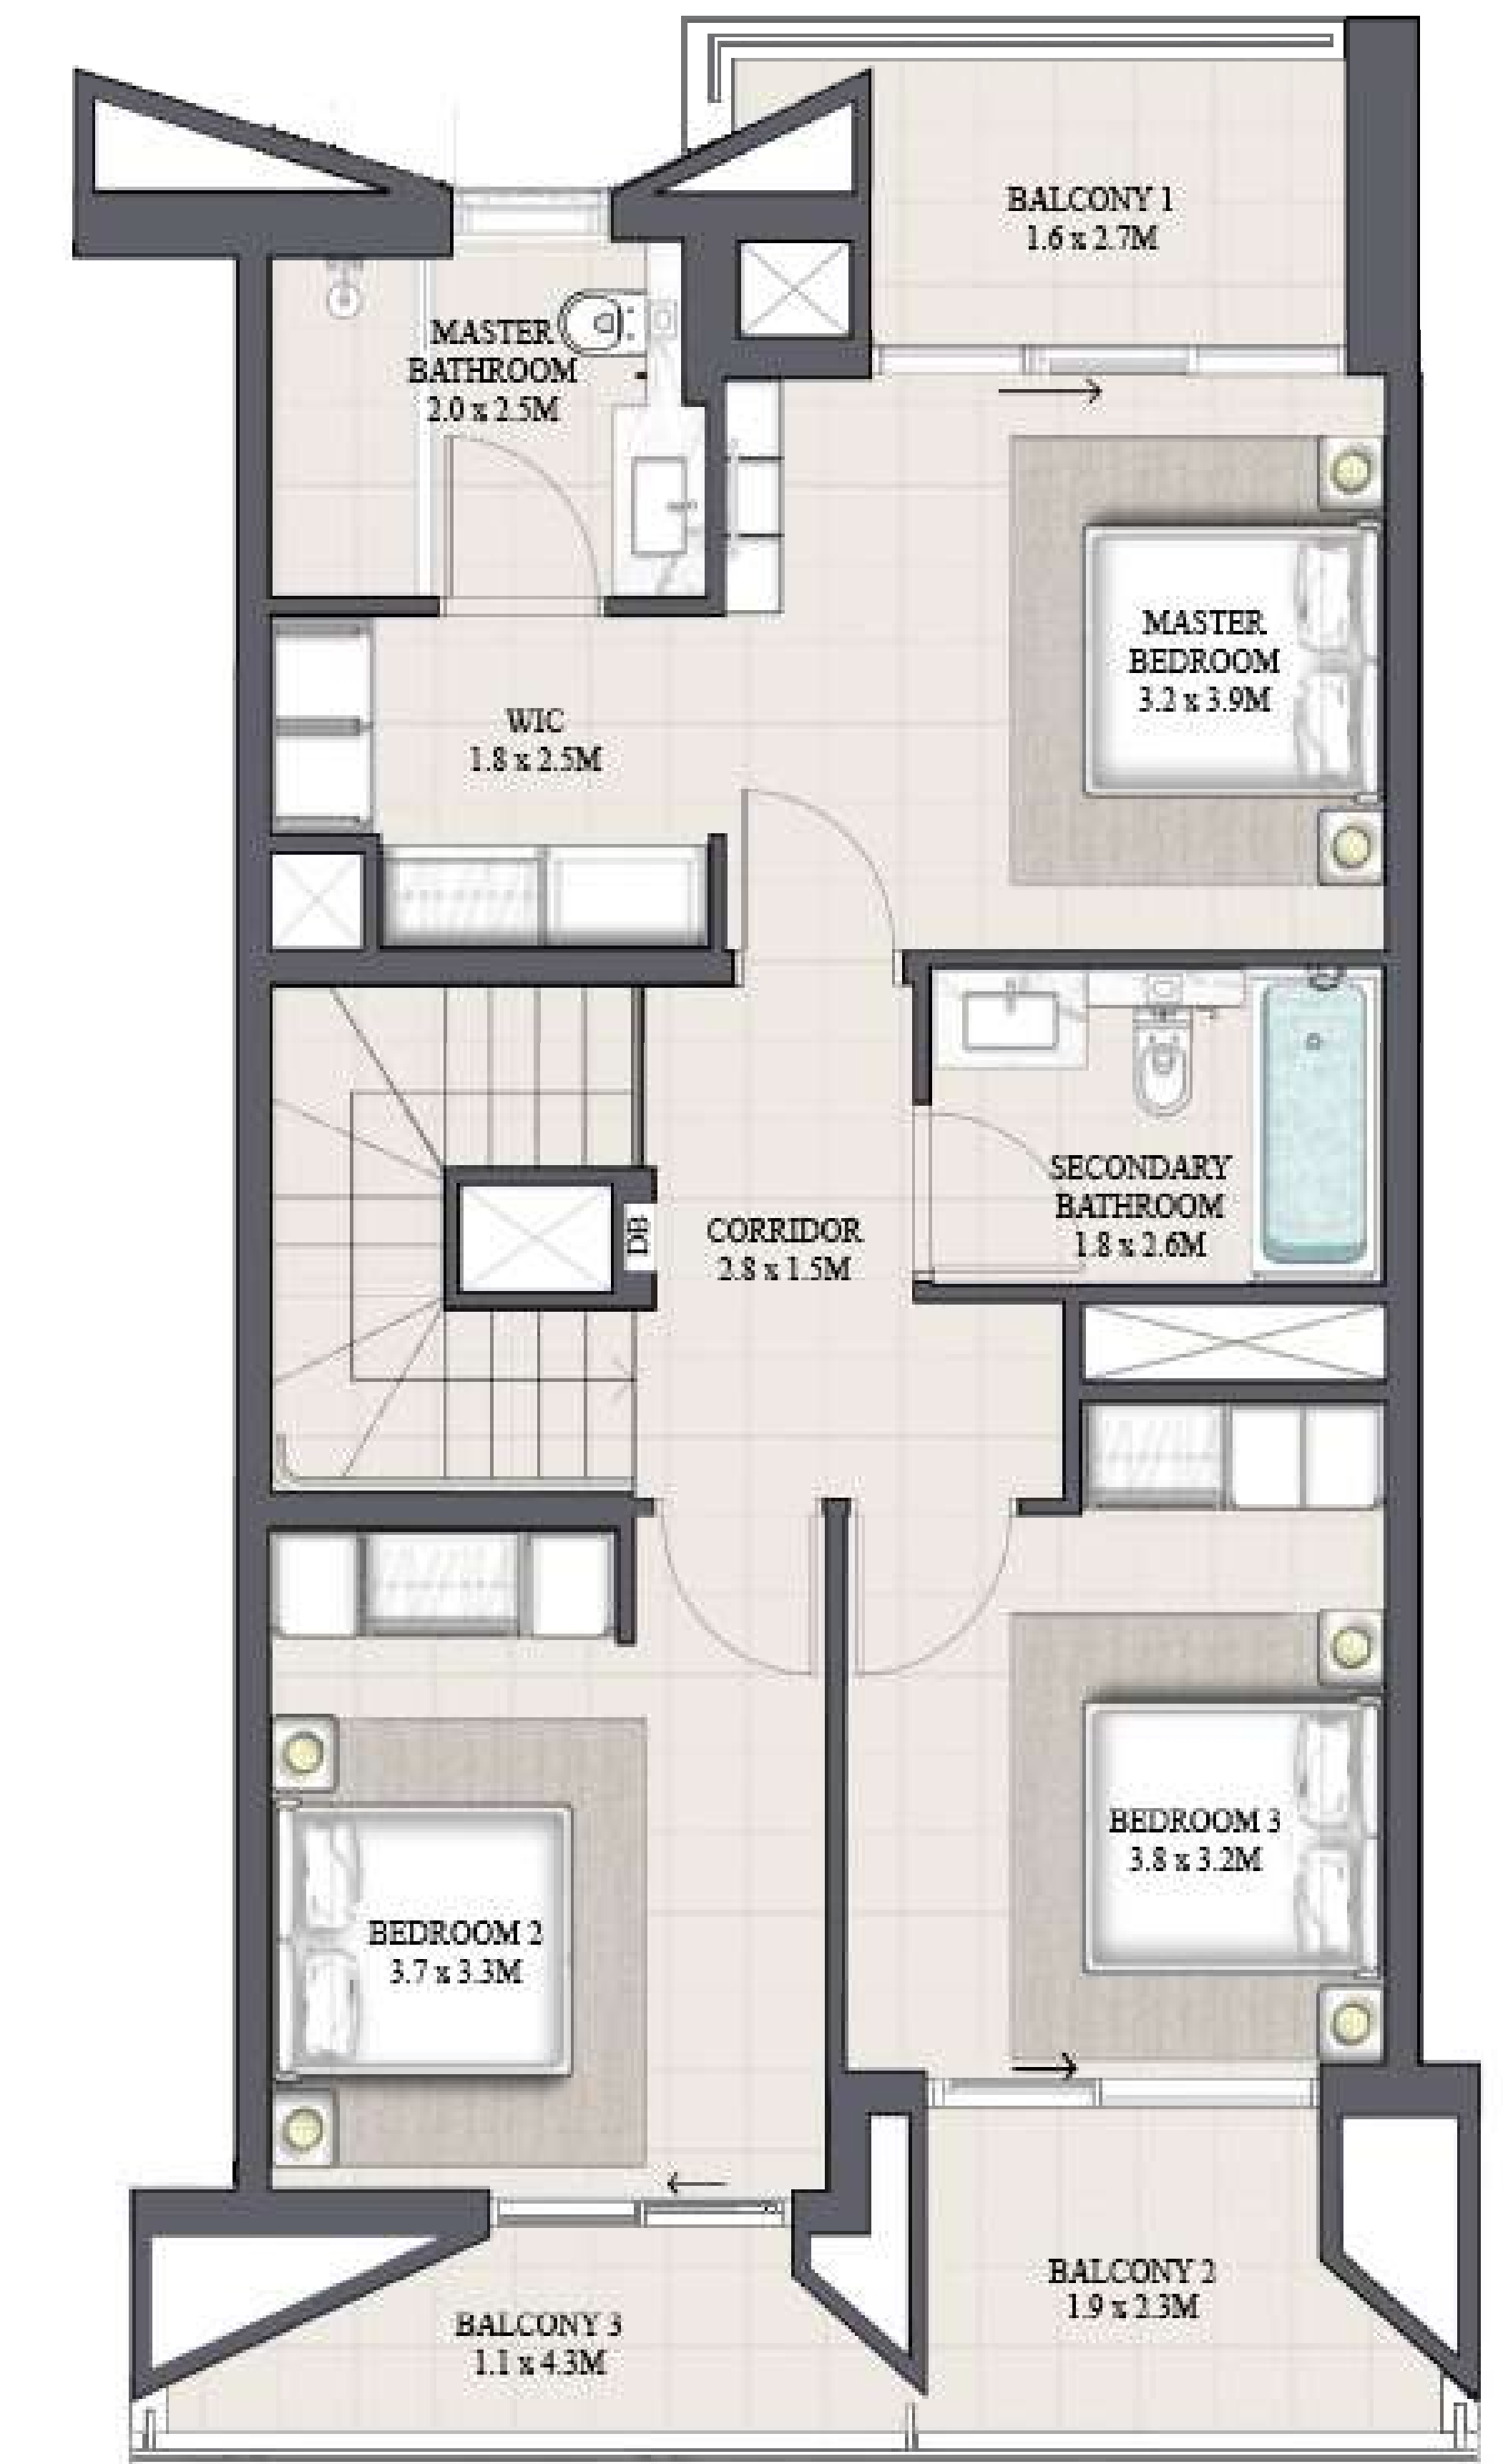 BALCONY 1
1.6 x 2.7M
MASTER
BATHROOM
2.0 x 2.5M
MASTER
BEDROOM
3.2 x 3.9M
WIC
1.8 x 2.5M
SECONDARY
BATHROOM
1.8 x 2.6M
DB
CORRIDOR
2.8 x 1.5M
BEDROOM 3
3.8 x 3.2M
BEDROOM 2
3.7 x 3.3M
BALCONY 2
1.9 x 2.3M
BALCONY 3
1.1 x 4.3M